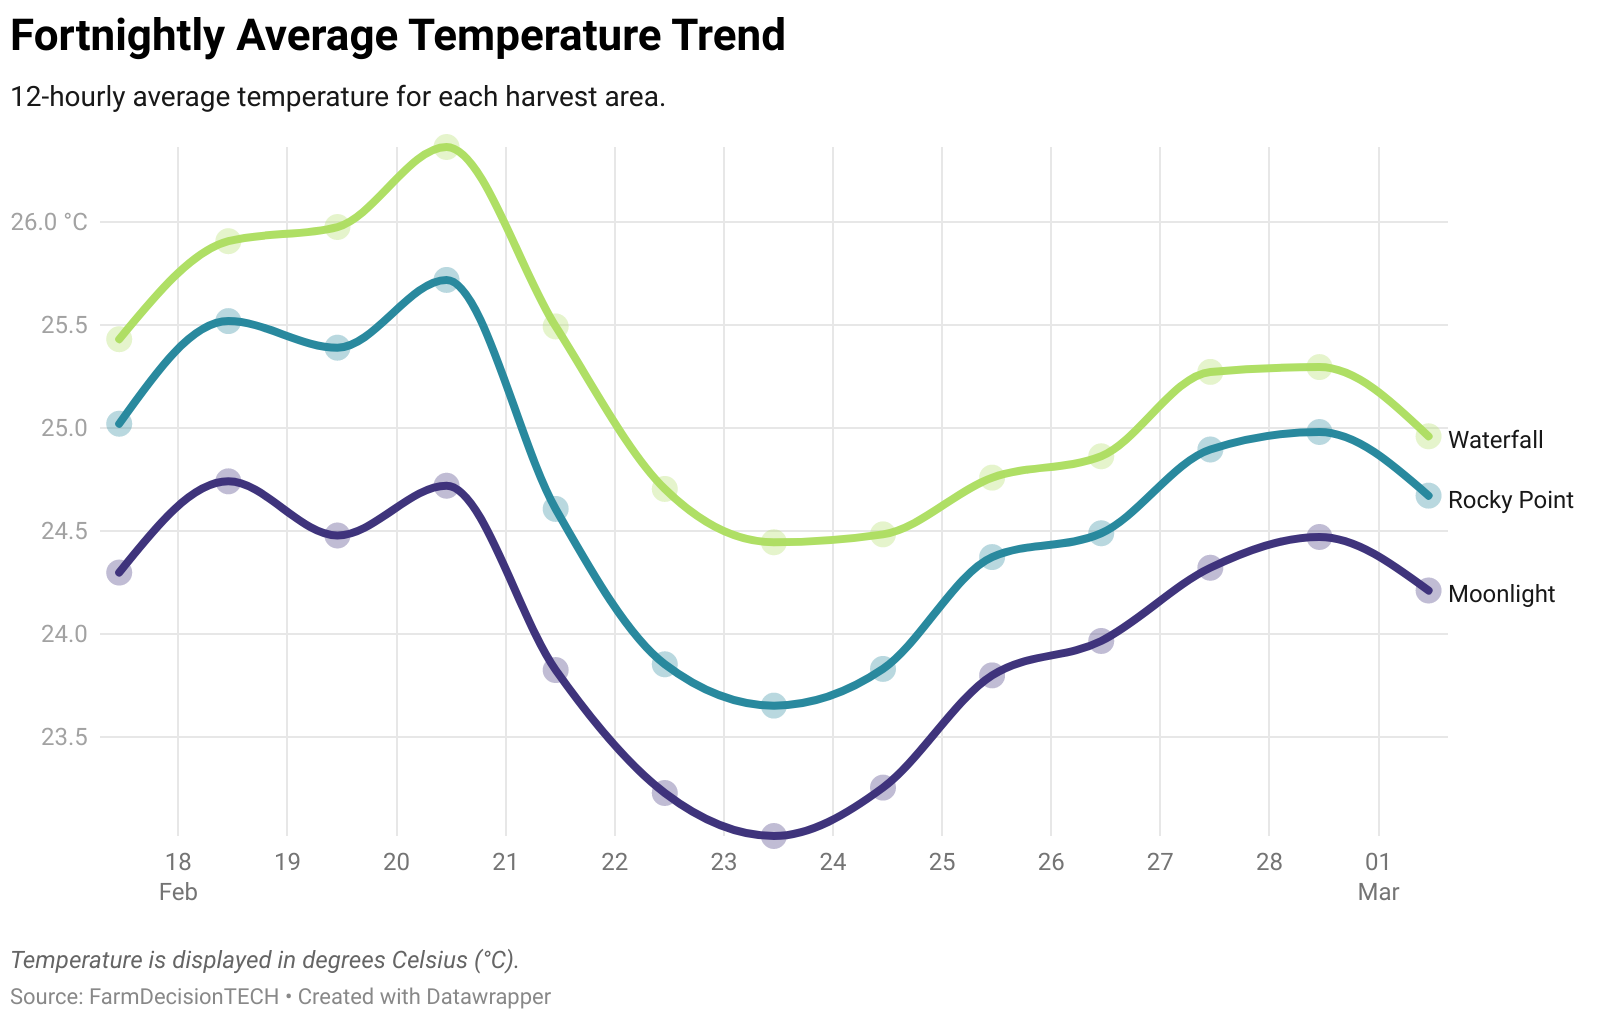 Fortnightly Average Temperature Trend
12-hourly average temperature for each harvest area.
26.0 °C
25.5
25.0
24.5
24.0
23.5
Waterfall
Rocky Point
Moonlight
18 19 20 21 22 23 24 25 26 27 28 01
Feb Mar
Temperature is displayed in degrees Celsius (°C).
Source: FarmDecisionTECH • Created with Datawrapper